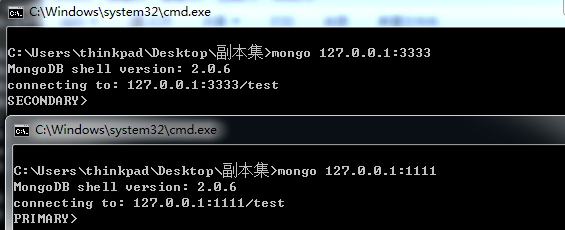 C:\Windows\system32\cmd.exe
C:\Users\thinkpad\Desktop\副本集>mongo 127.0.0.1:3333
MongoDB shell version: 2.0.6
connecting to: 127.0.0.1:3333/test
SECONDARY>
C:\Windows\system32\cmd.exe
C:\Users\thinkpad\Desktop\副本集>mongo 127.0.0.1:1111
MongoDB shell version: 2.0.6
connecting to: 127.0.0.1:1111/test
PRIMARY>